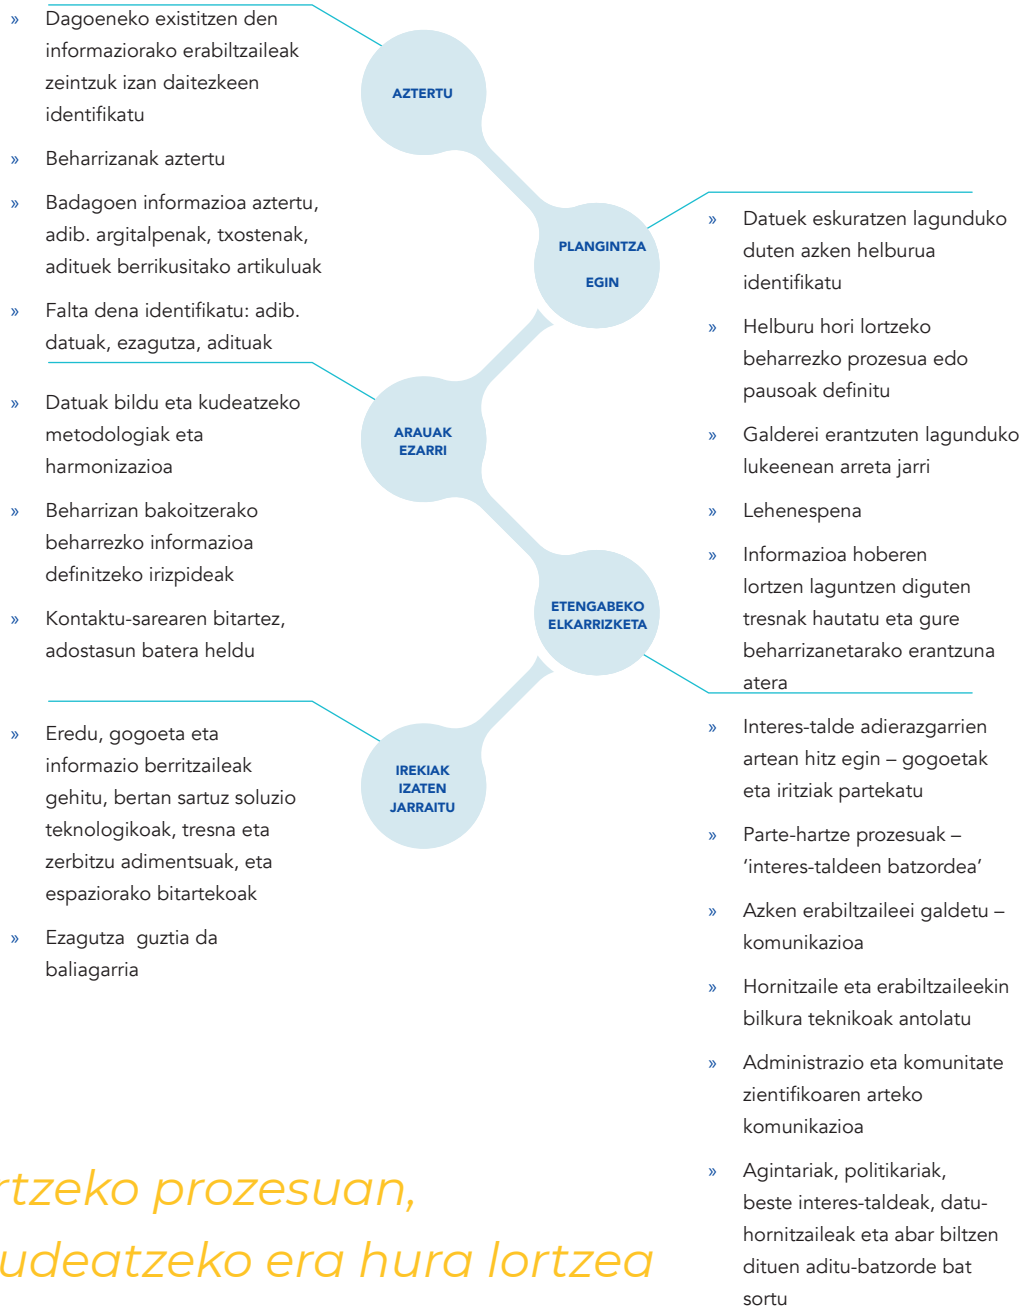 » Dagoeneko existitzen den
informaziorako erabiltzaileak
zeintzuk izan daitezkeen
identifikatu
» Beharrizanak aztertu
» Badagoen informazioa aztertu,
adib. argitalpenak, txostenak,
adituek berrikusitako artikuluak
» Falta dena identifikatu: adib.
datuak, ezagutza, adituak
AZTERTU
PLANGINTZA
EGIN
» Datuek eskuratzen lagunduko
duten azken helburua
identifikatu
» Helburu hori lortzeko
beharrezko prozesua edo
pausoak definitu
» Galderei erantzuten lagunduko
lukeenean arreta jarri
» Lehenespena
» Informazioa hoberen
lortzen laguntzen diguten
tresnak hautatu eta gure
beharrizanetarako erantzuna
atera
» Datuak bildu eta kudeatzeko
metodologiak eta
harmonizazioa
» Beharrizan bakoitzerako
beharrezko informazioa
definitzeko irizpideak
» Kontaktu-sarearen bitartez,
adostasun batera heldu
ARAUAK
EZARRI
ETENGABEKO
ELKARRIZKETA
» Interes-talde adierazgarrien
artean hitz egin – gogoetak
eta iritziak partekatu
» Parte-hartze prozesuak –
‘interes-taldeen batzordea’
» Azken erabiltzaileei galdetu –
komunikazioa
» Hornitzaile eta erabiltzaileekin
bilkura teknikoak antolatu
» Administrazio eta komunitate
zientifikoaren arteko
komunikazioa
» Agintariak, politikariak,
beste interes-taldeak, datu-
hornitzaileak eta abar biltzen
dituen aditu-batzorde bat
sortu
» Eredu, gogoeta eta
informazio berritzaileak
gehitu, bertan sartuz soluzio
teknologikoak, tresna eta
zerbitzu adimentsuak, eta
espaziorako bitartekoak
» Ezagutza guztia da
baliagarria
IREKIAK
IZATEN
JARRAITU
rtzeko prozesuan,
udeatzeko era hura lortzea